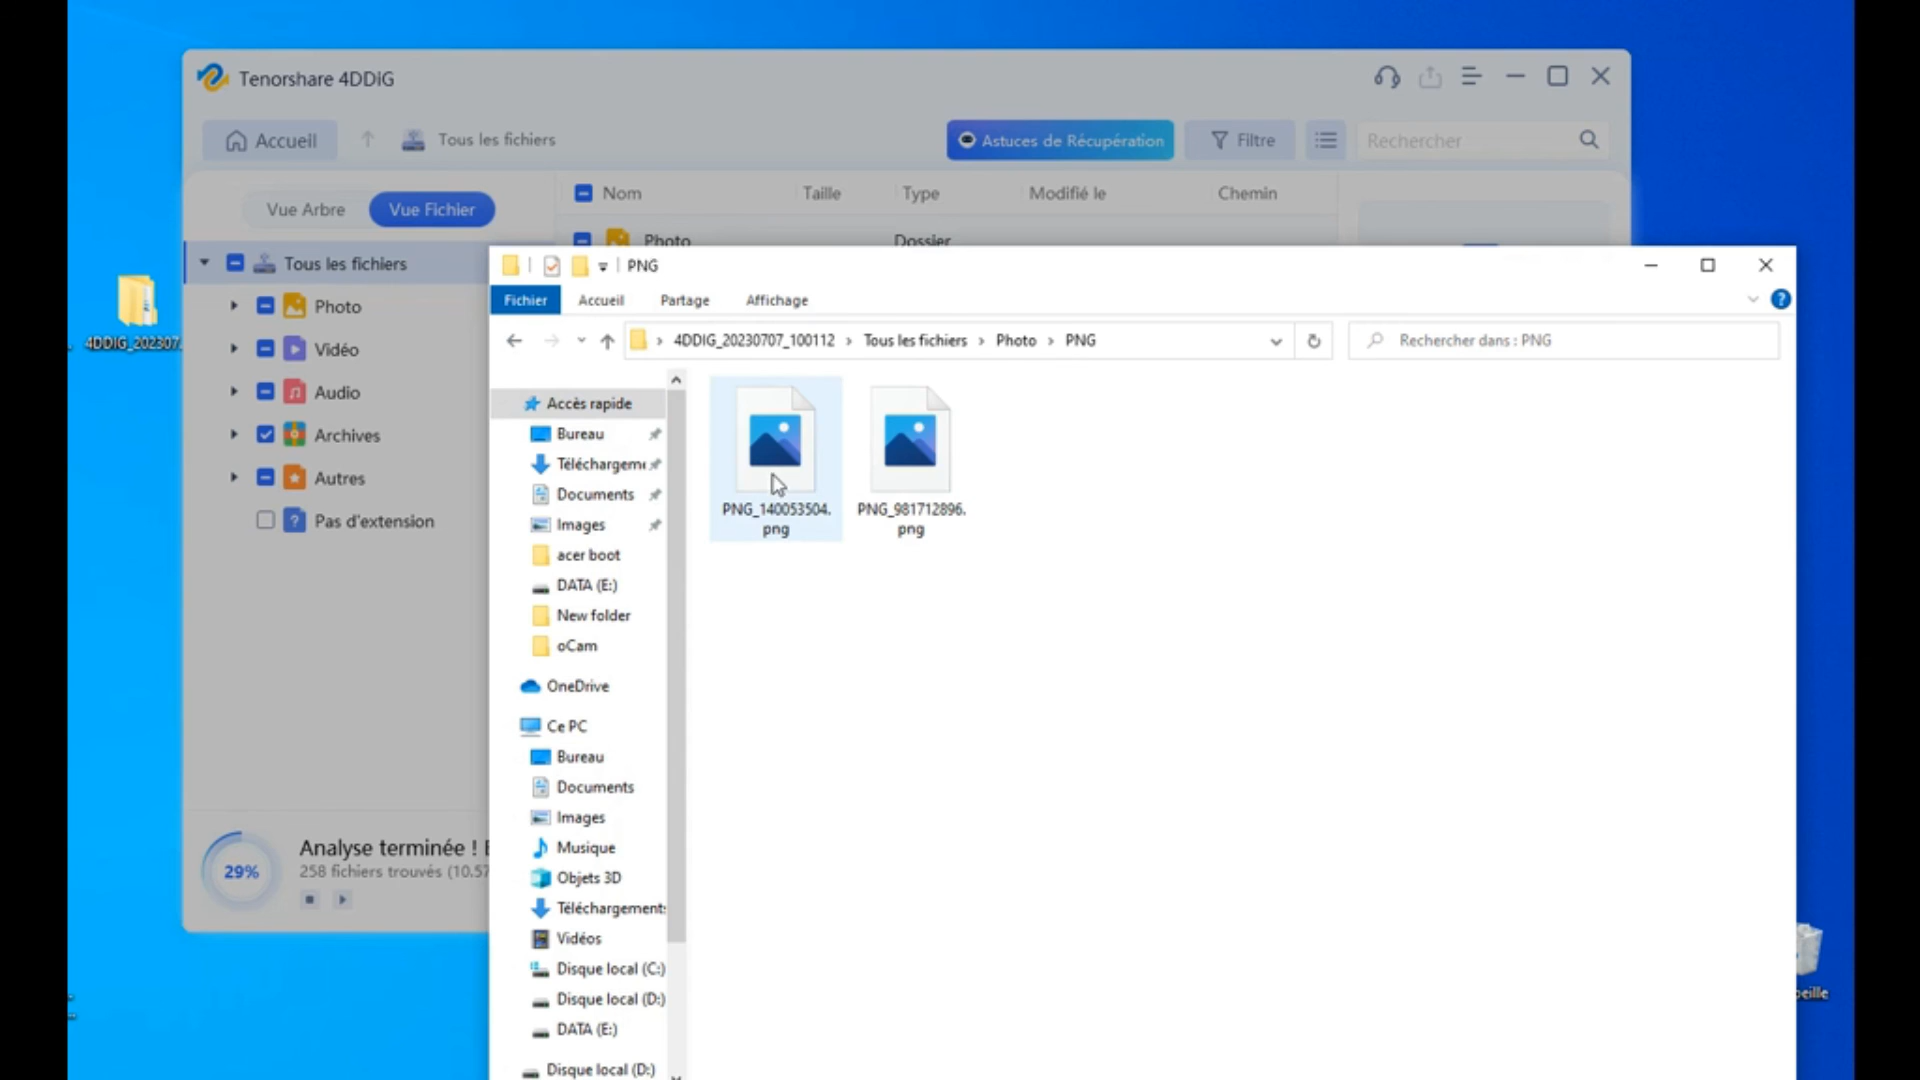 Tenorshare 4DDiG
Accueil
Tous les fichiers
Astuces de Récupération
Filtre
Rechercher
Vue Arbre
Vue Fichier
Nom
Taille
Type
Modifié le
Chemin
Photo
Dossier
Tous les fichiers
Photo
Vidéo
Audio
Archives
Autres
Pas d'extension
29%
Analyse terminée !
258 fichiers trouvés (10.57
4DDIG_202307
PNG
Fichier
Accueil
Partage
Affichage
4DDIG_20230707_100112 › Tous les fichiers › Photo › PNG
Rechercher dans : PNG
Accès rapide
Bureau
Téléchargem
Documents
Images
acer boot
DATA (E:)
New folder
oCam
OneDrive
Ce PC
Bureau
Documents
Images
Musique
Objets 3D
Téléchargements
Vidéos
Disque local (C:)
Disque local (D:)
DATA (E:)
Disque local (D:)
PNG_140053504.
png
PNG_981712896.
png
beille